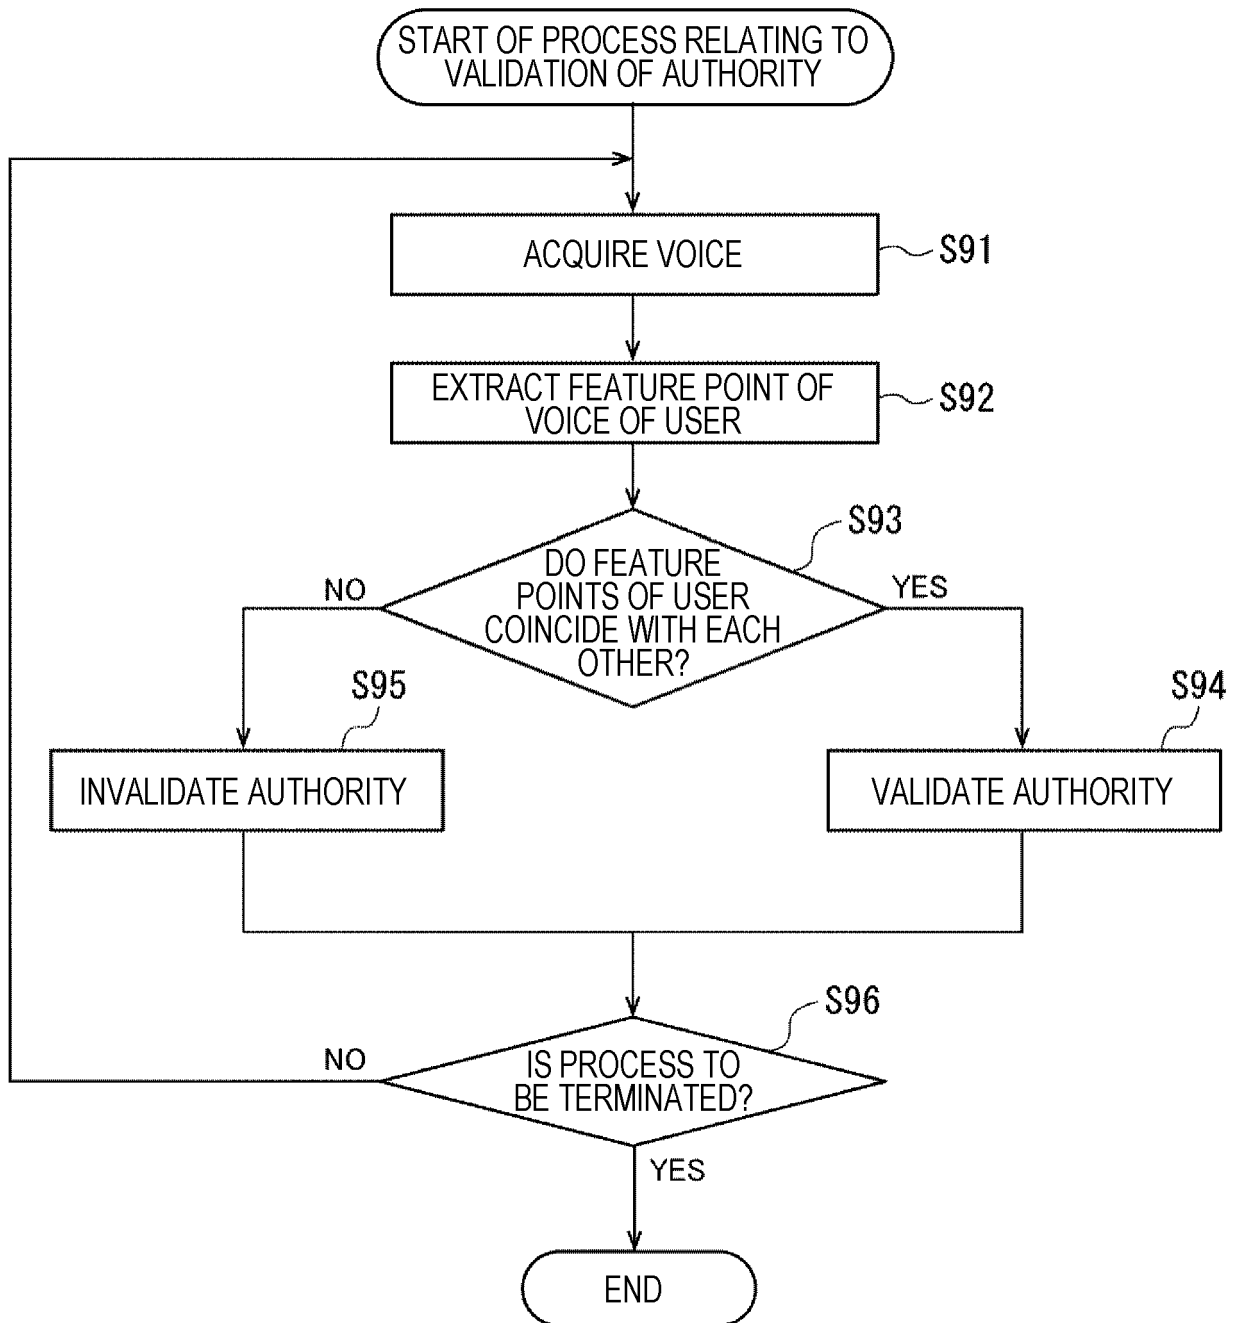 START OF PROCESS RELATING TO
VALIDATION OF AUTHORITY
ACQUIRE VOICE
S91
EXTRACT FEATURE POINT OF
VOICE OF USER
S92
S93
DO FEATURE
POINTS OF USER
COINCIDE WITH EACH
OTHER?
NO
YES
S95
S94
INVALIDATE AUTHORITY
VALIDATE AUTHORITY
S96
NO
IS PROCESS TO
BE TERMINATED?
YES
END